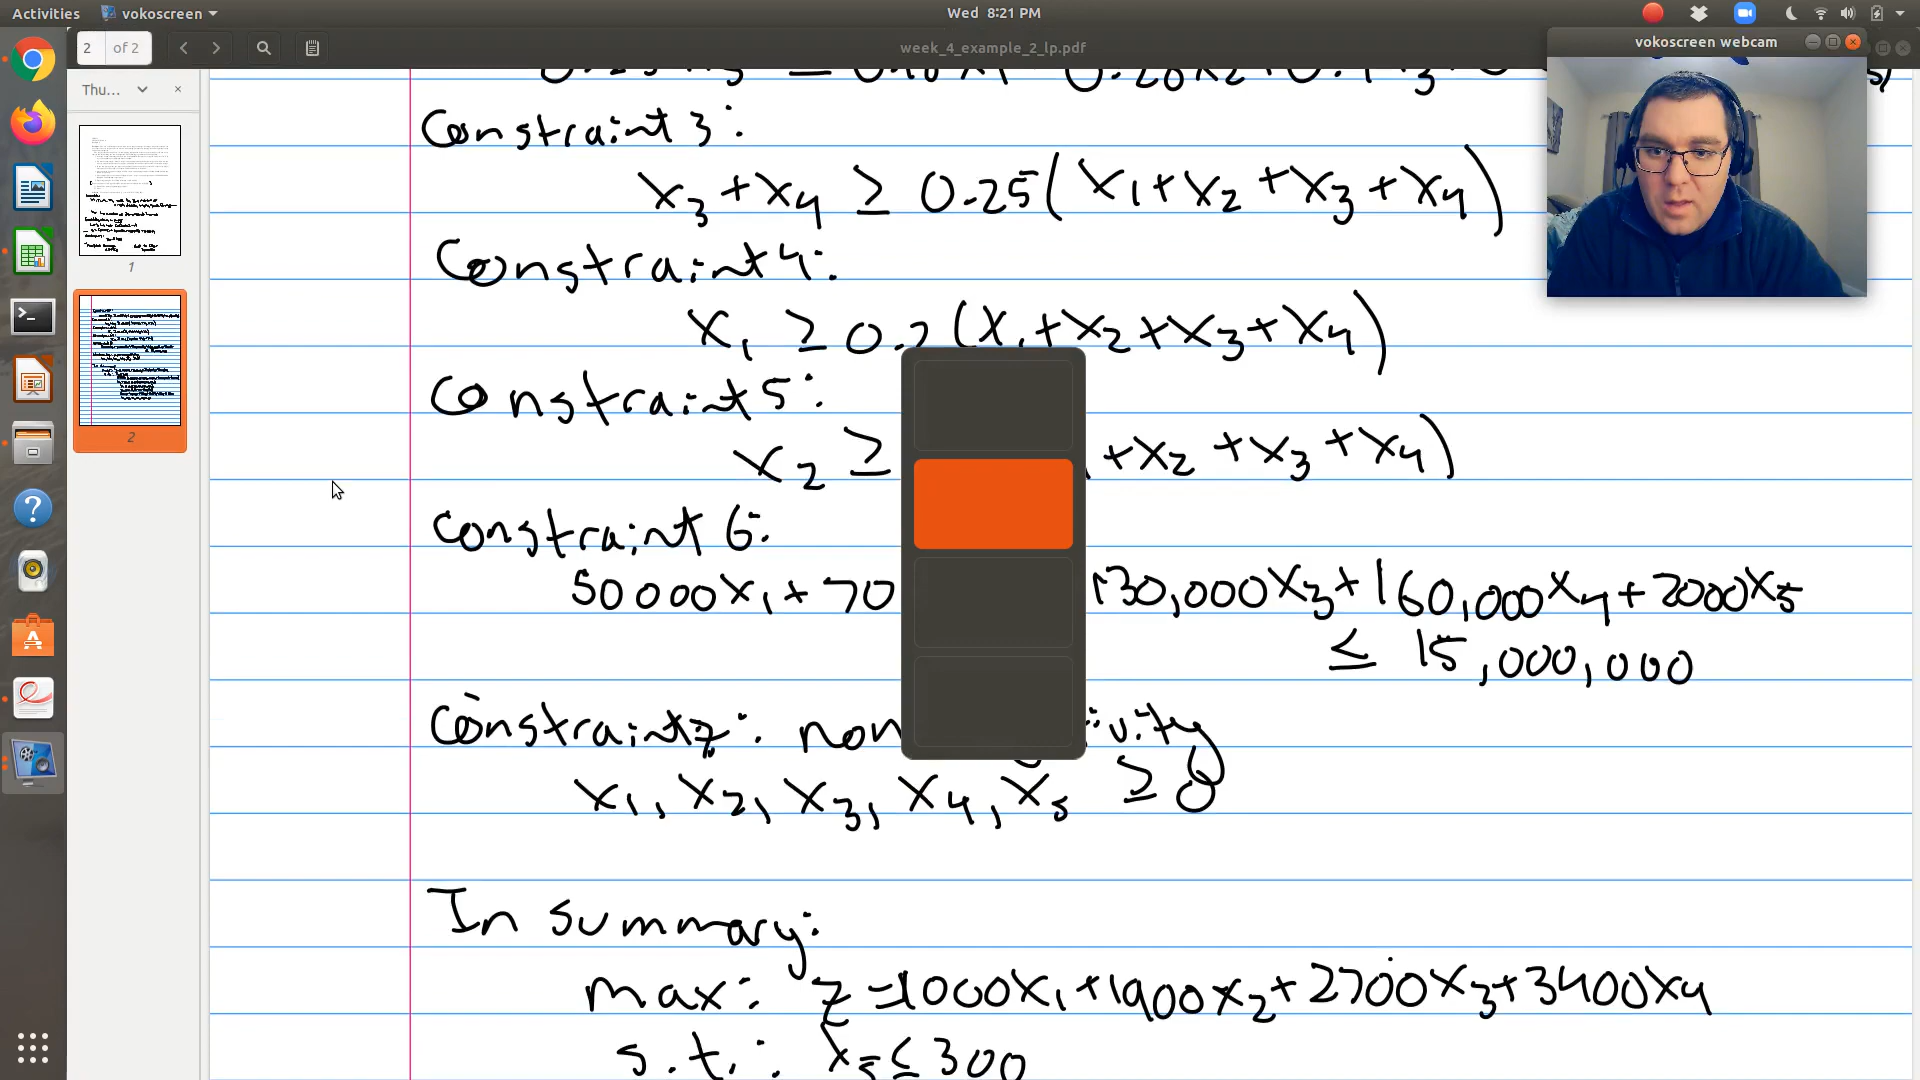 Activities vokoscreen Wed 8:21 PM
2 of 2 week_4_example_2_lp.pdf
vokoscreen webcam
Thu...
1
2
Constraint 3:
x3 + x4 ≥ 0.25(x1 + x2 + x3 + x4)
Constraint 4:
x1 ≥ 0.2(x1 + x2 + x3 + x4)
Constraint 5:
x2 ≥ + x2 + x3 + x4)
Constraint 6:
50000x1 + 70 130,000x3 + 160,000x4 + 2000x5
≤ 15,000,000
Constraint 7: non ivity
x1, x2, x3, x4, x5 ≥ 0
In summary:
max: z = 1000x1 + 1900x2 + 2700x3 + 3400x4
s.t.: x5 ≤ 300